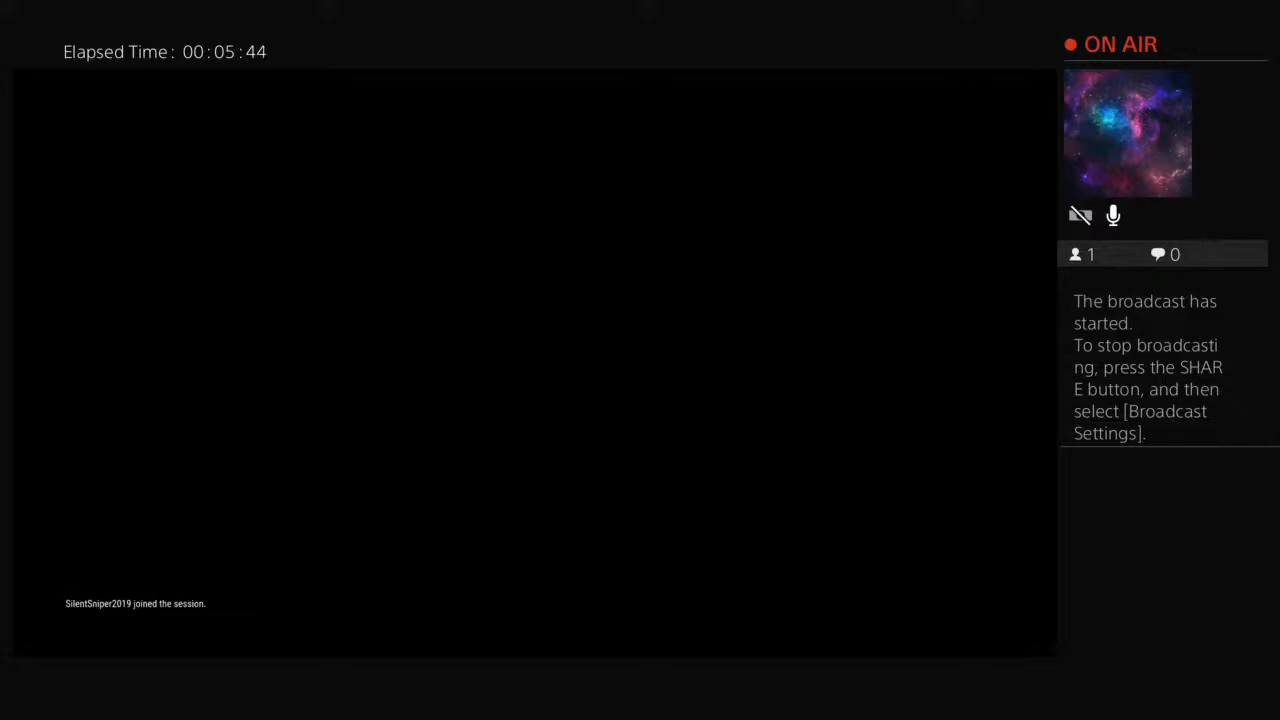 Elapsed Time: 00:05:44
ON AIR
1 0
The broadcast has
started.
To stop broadcasti
ng, press the SHAR
E button, and then
select [Broadcast
Settings].
SilentSniper2019 joined the session.